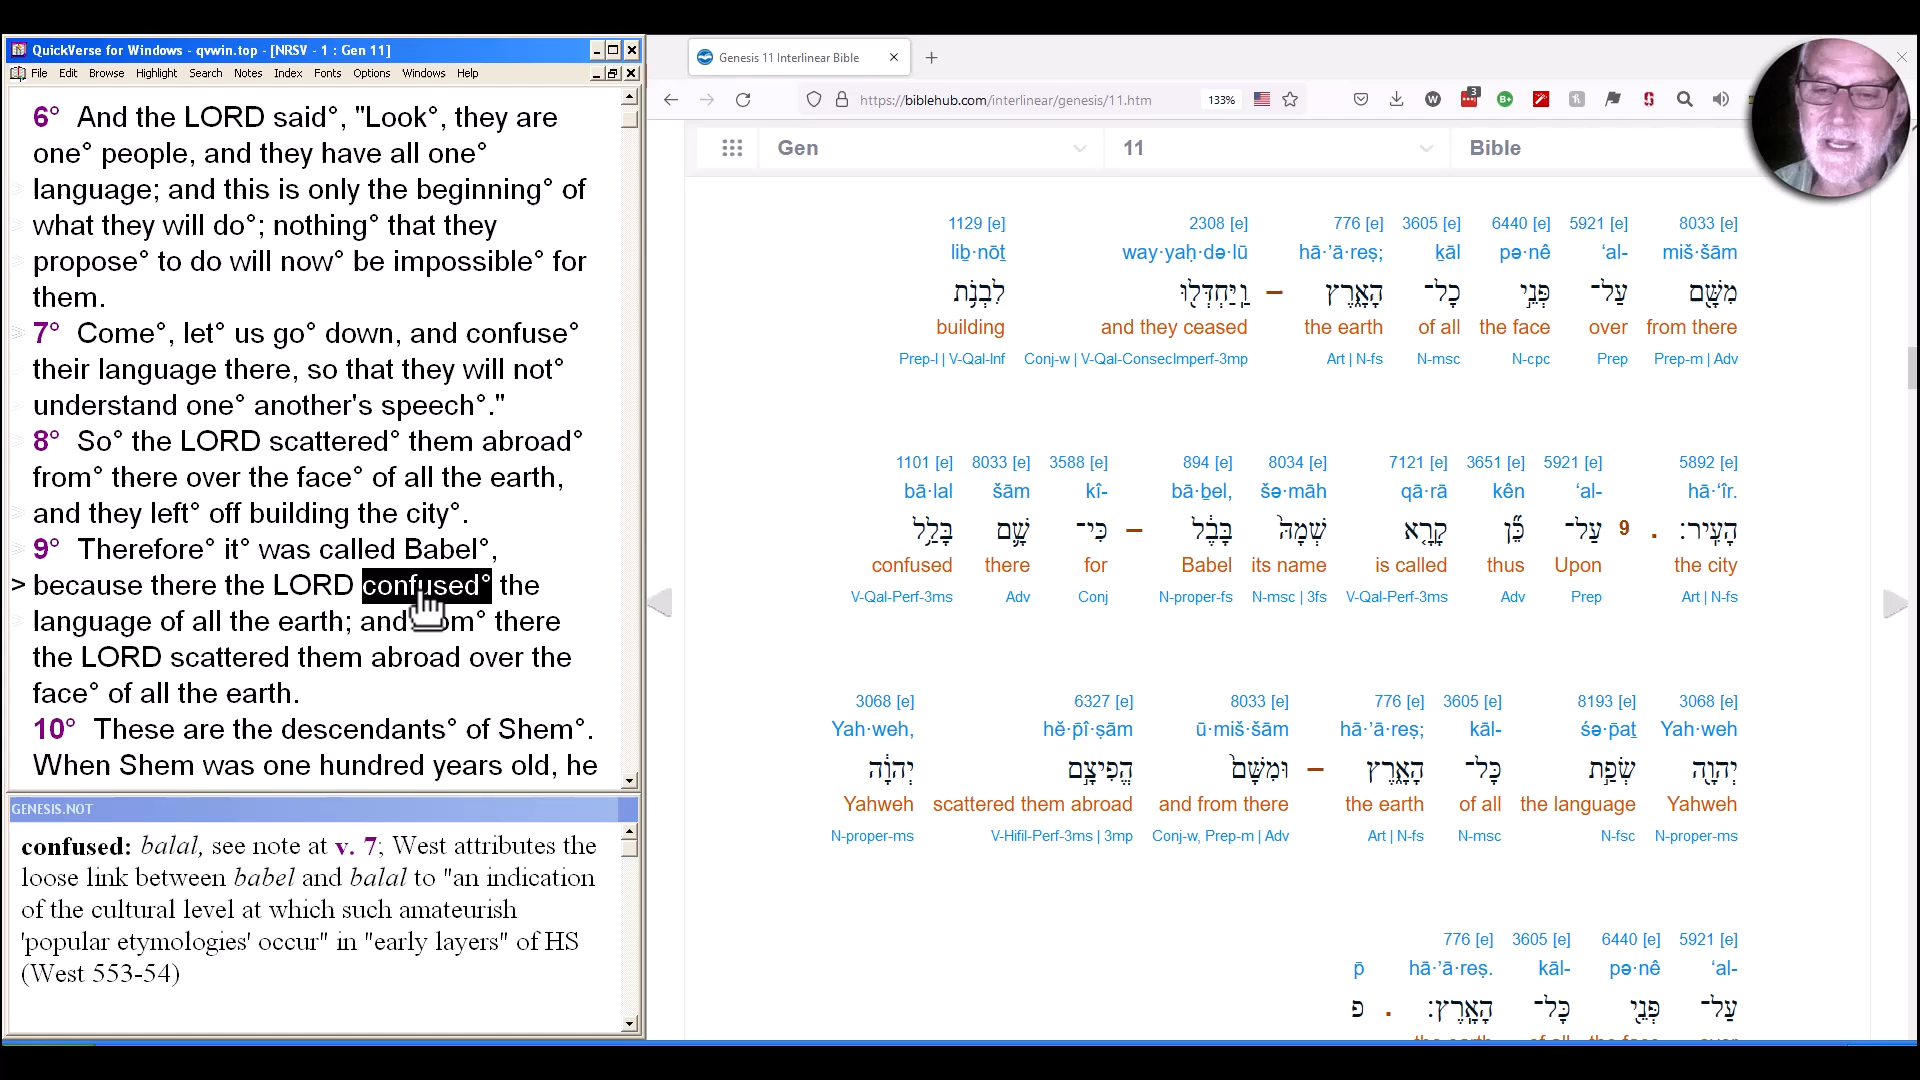 QuickVerse for Windows - qvwin.top - [NRSV - 1 : Gen 11]
File Edit Browse Highlight Search Notes Index Fonts Options Windows Help
6° And the LORD said°, "Look°, they are
one° people, and they have all one°
language; and this is only the beginning° of
what they will do°; nothing° that they
propose° to do will now° be impossible° for
them.
7° Come°, let° us go° down, and confuse°
their language there, so that they will not°
understand one° another's speech°."
8° So° the LORD scattered° them abroad°
from° there over the face° of all the earth,
and they left° off building the city°.
9° Therefore° it° was called Babel°,
> because there the LORD confused° the
language of all the earth; and there
the LORD scattered them abroad over the
face° of all the earth.
10° These are the descendants° of Shem°.
When Shem was one hundred years old, he
GENESIS.NOT
confused: balal, see note at v. 7; West attributes the
loose link between babel and balal to "an indication
of the cultural level at which such amateurish
'popular etymologies' occur" in "early layers" of HS
(West 553-54)
Genesis 11 Interlinear Bible
https://biblehub.com/interlinear/genesis/11.htm 133%
Gen 11 Bible
1129 [e] 2308 [e] 776 [e] 3605 [e] 6440 [e] 5921 [e] 8033 [e]
liḇ·nōṯ way·yaḥ·də·lū hā·’ā·reṣ; ḵāl pə·nê ‘al- miš·šām
מִשָּׁ֖ם עַל־ פְּנֵ֣י כָל־ הָאָ֑רֶץ – וַֽיַּחְדְּל֖וּ לִבְנֹ֥ת
building and they ceased the earth of all the face over from there
Prep-l | V-Qal-Inf Conj-w | V-Qal-ConsecImperf-3mp Art | N-fs N-msc N-cpc Prep Prep-m | Adv
1101 [e] 8033 [e] 3588 [e] 894 [e] 8034 [e] 7121 [e] 3651 [e] 5921 [e] 5892 [e]
bā·lal šām kî- bā·ḇel, šə·māh qā·rā kên ‘al- hā·‘îr.
הָעִֽיר׃ . 9 עַל־ כֵּ֞ן קָרָ֤א שְׁמָהּ֙ בָּבֶ֔ל – כִּי־ שָׁ֛ם בָּלַ֥ל
confused there for Babel its name is called thus Upon the city
V-Qal-Perf-3ms Adv Conj N-proper-fs N-msc | 3fs V-Qal-Perf-3ms Adv Prep Art | N-fs
3068 [e] 6327 [e] 8033 [e] 776 [e] 3605 [e] 8193 [e] 3068 [e]
Yah·weh, hĕ·p̄î·ṣām ū·miš·šām hā·’ā·reṣ; kāl- śə·paṯ Yah·weh
יְהוָ֖ה שְׂפַ֣ת כָּל־ הָאָ֑רֶץ – וּמִשָּׁם֙ הֱפִיצָ֣ם יְהוָ֔ה
Yahweh scattered them abroad and from there the earth of all the language Yahweh
N-proper-ms V-Hifil-Perf-3ms | 3mp Conj-w, Prep-m | Adv Art | N-fs N-msc N-fsc N-proper-ms
776 [e] 3605 [e] 6440 [e] 5921 [e]
p̄ hā·’ā·reṣ. kāl- pə·nê ‘al-
עַל־ פְּנֵ֖י כָּל־ הָאָֽרֶץ׃ . פ